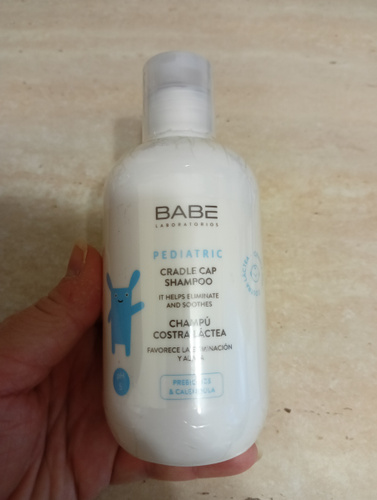 BABE
LABORATORIOS
PEDIATRIC
CRADLE CAP
SHAMPOO
IT HELPS ELIMINATE
AND SOOTHES
CHAMPÚ
COSTRA LÁCTEA
FAVORECE LA ELIMINACIÓN
Y ALIVIA
PREBIOTICS
& CALENDULA